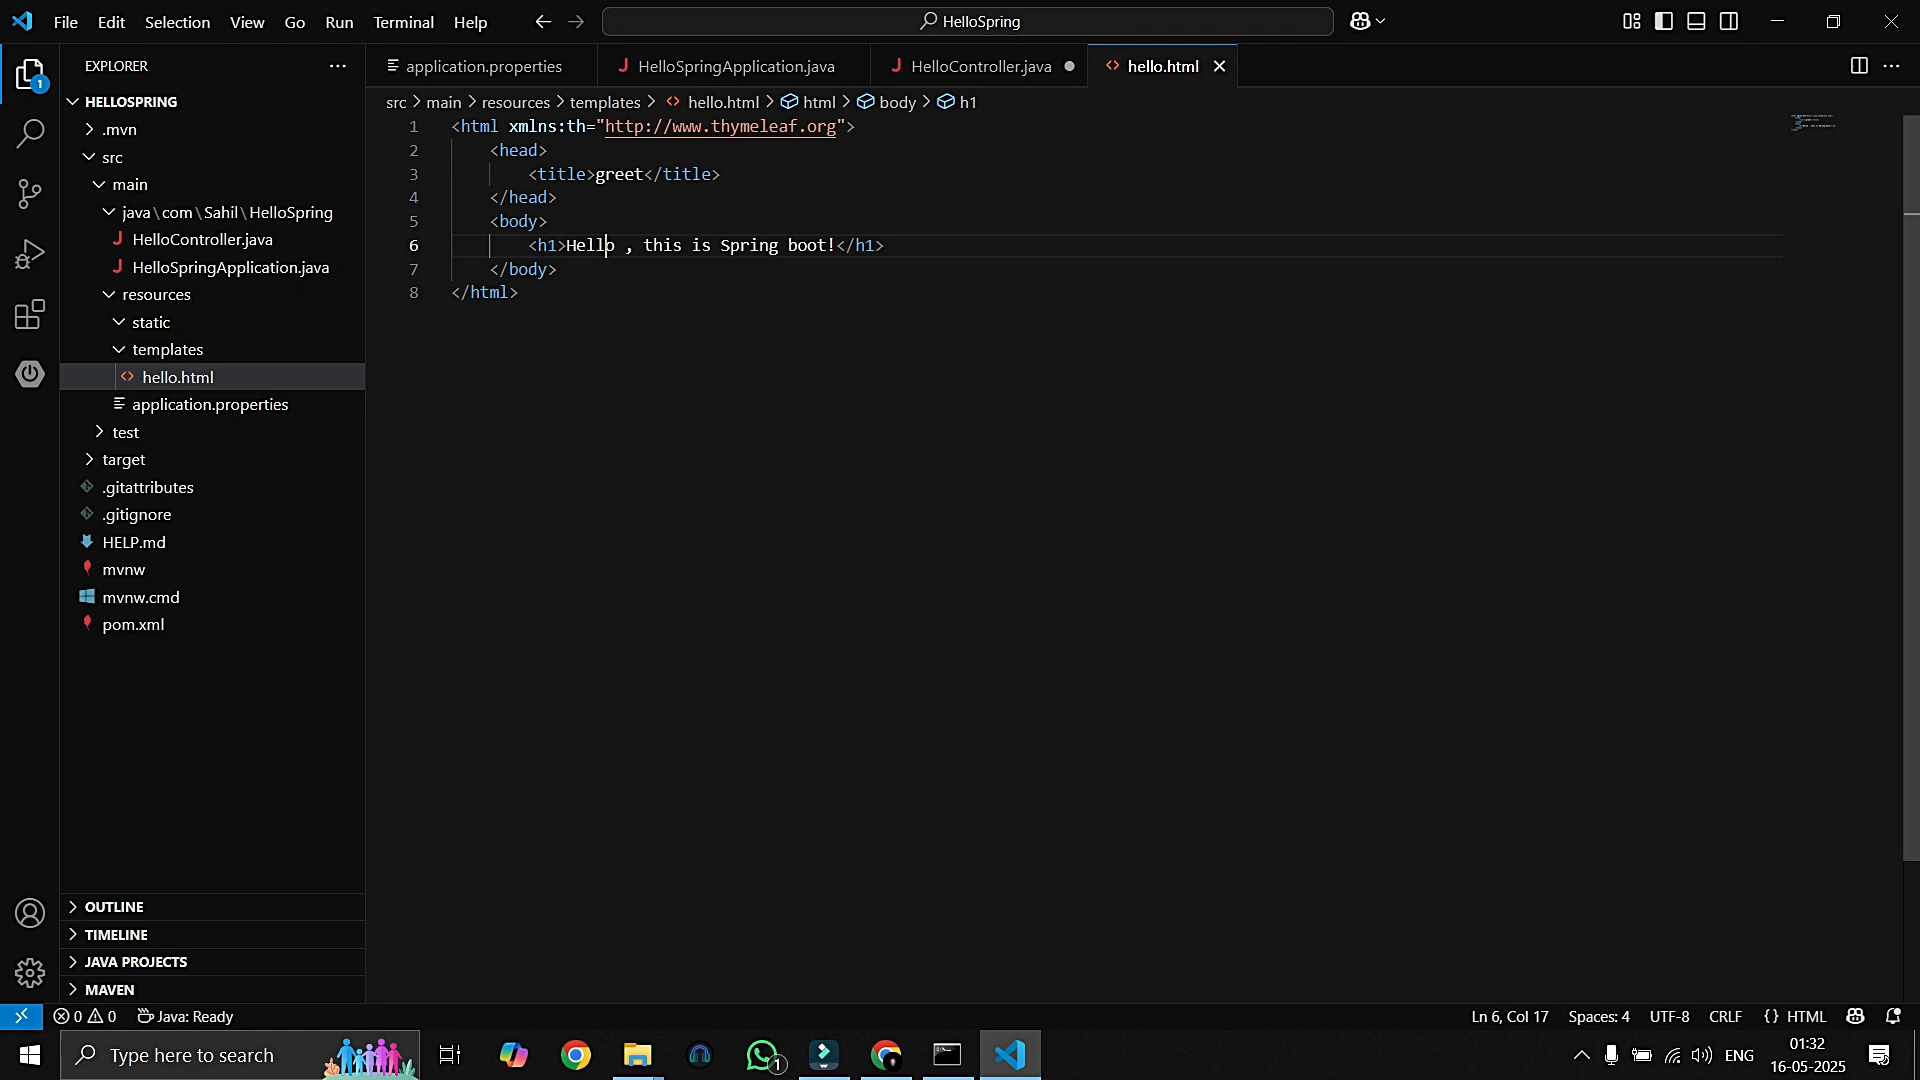 File Edit Selection View Go Run Terminal Help
HelloSpring
EXPLORER
application.properties
HelloSpringApplication.java
HelloController.java
hello.html
src > main > resources > templates > hello.html > html > body > h1
1 <html xmlns:th="http://www.thymeleaf.org">
2 <head>
3 <title>greet</title>
4 </head>
5 <body>
6 <h1>Hello , this is Spring boot!</h1>
7 </body>
8 </html>
1
HELLOSPRING
.mvn
src
main
java\com\Sahil\HelloSpring
HelloController.java
HelloSpringApplication.java
resources
static
templates
hello.html
application.properties
test
target
.gitattributes
.gitignore
HELP.md
mvnw
mvnw.cmd
pom.xml
OUTLINE
TIMELINE
JAVA PROJECTS
MAVEN
0 0 Java: Ready
Ln 6, Col 17 Spaces: 4 UTF-8 CRLF {} HTML
Type here to search
1
ENG
01:32
16-05-2025